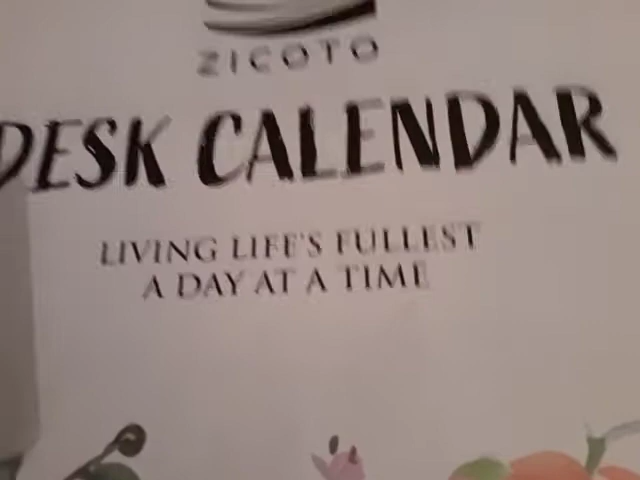 ZICOTO
DESK CALENDAR
LIVING LIFE'S FULLEST
A DAY AT A TIME